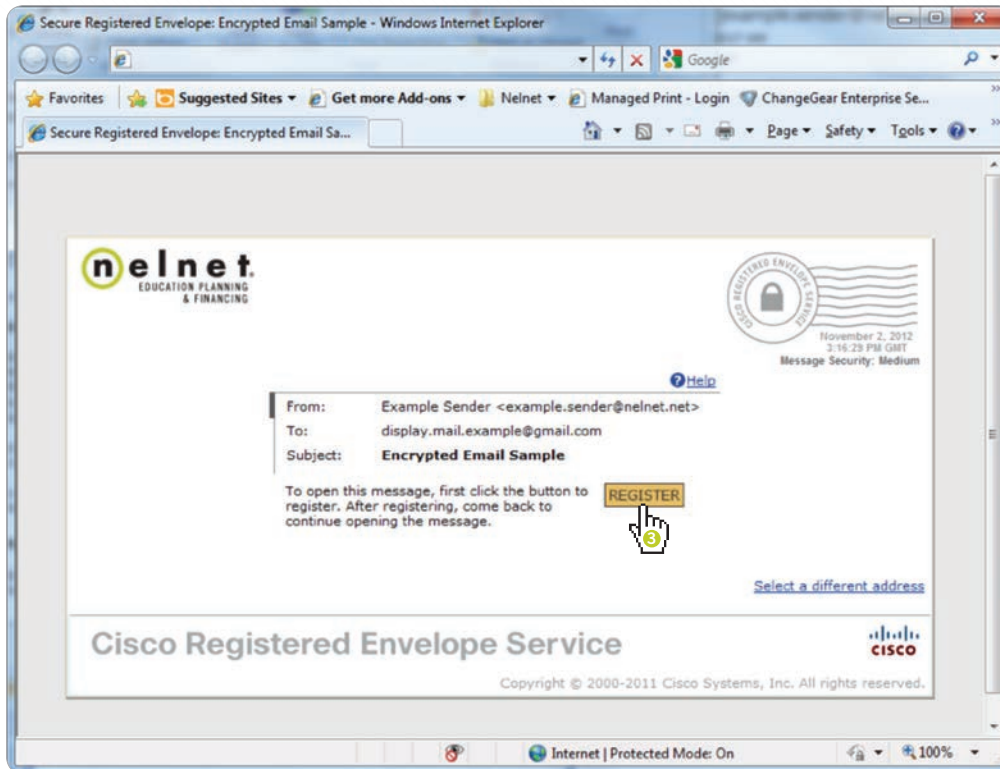 Secure Registered Envelope: Encrypted Email Sample - Windows Internet Explorer
Google
Favorites Suggested Sites Get more Add-ons Nelnet Managed Print - Login ChangeGear Enterprise Se...
Secure Registered Envelope: Encrypted Email Sa... Page Safety Tools
nelnet.
EDUCATION PLANNING
& FINANCING
CISCO REGISTERED ENVELOPE SERVICE
November 2, 2012
3:16:29 PM GMT
Message Security: Medium
Help
From: Example Sender <example.sender@nelnet.net>
To: display.mail.example@gmail.com
Subject: Encrypted Email Sample
To open this message, first click the button to
register. After registering, come back to
continue opening the message.
REGISTER
3
Select a different address
Cisco Registered Envelope Service
CISCO
Copyright © 2000-2011 Cisco Systems, Inc. All rights reserved.
Internet | Protected Mode: On 100%